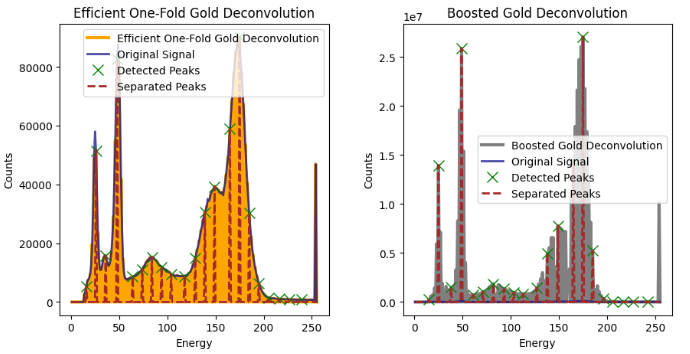 Efficient One-Fold Gold Deconvolution
Efficient One-Fold Gold Deconvolution
Original Signal
Detected Peaks
Separated Peaks
80000
60000
40000
20000
0
Counts
0 50 100 150 200 250
Energy
Boosted Gold Deconvolution
1e7
Boosted Gold Deconvolution
Original Signal
Detected Peaks
Separated Peaks
2.5
2.0
1.5
1.0
0.5
0.0
Counts
0 50 100 150 200 250
Energy